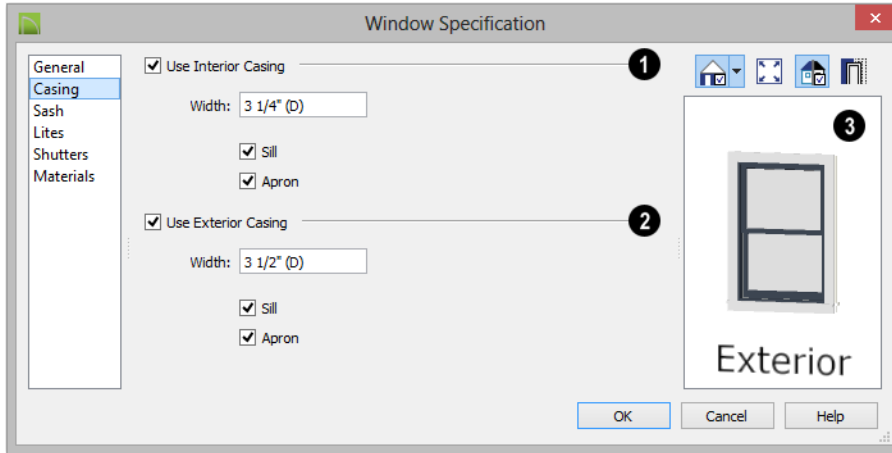 Window Specification
General
Casing
Sash
Lites
Shutters
Materials
Use Interior Casing
1
Width: 3 1/4" (D)
Sill
Apron
Use Exterior Casing
2
Width: 3 1/2" (D)
Sill
Apron
3
Exterior
OK
Cancel
Help